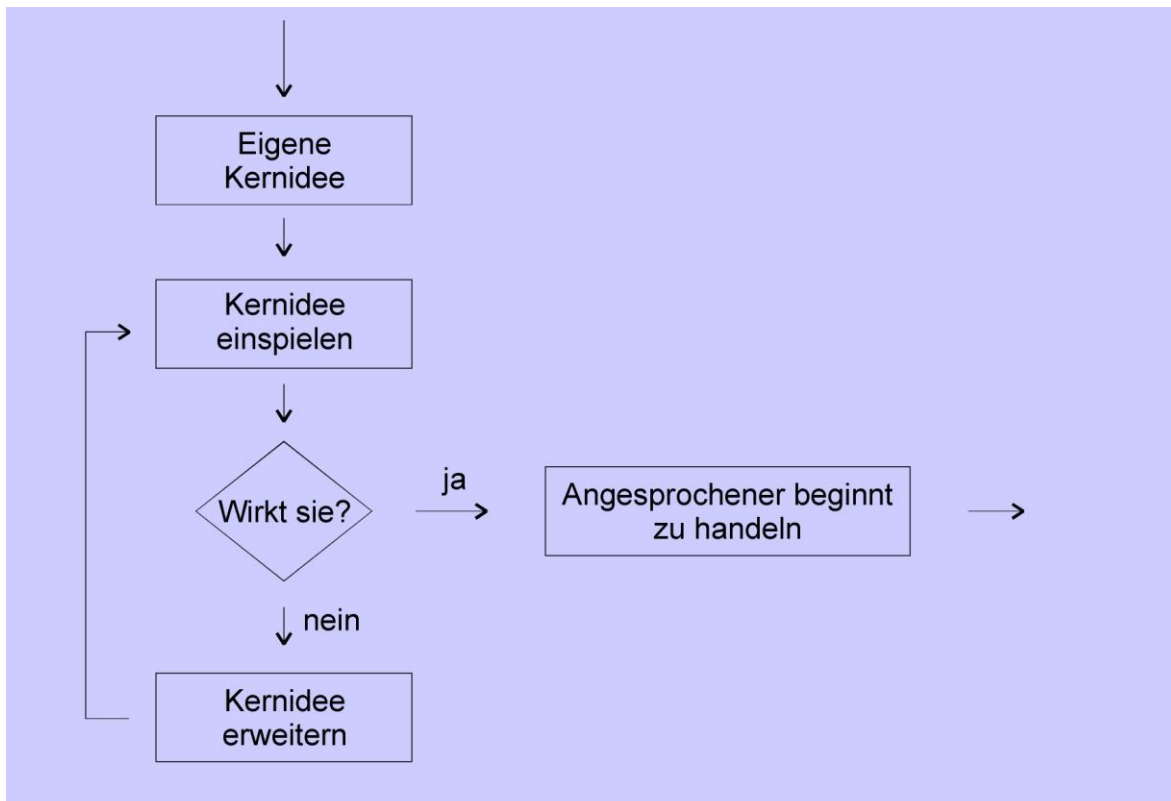 Eigene
Kernidee
Kernidee
einspielen
Wirkt sie?
ja
Angesprochener beginnt
zu handeln
nein
Kernidee
erweitern